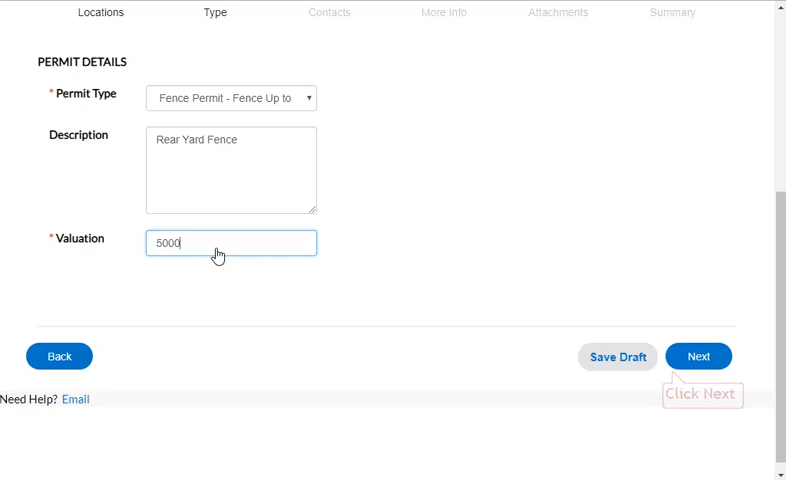 Locations Type Contacts More Info Attachments Summary
PERMIT DETAILS
* Permit Type Fence Permit - Fence Up to
Description Rear Yard Fence
* Valuation 5000
Back Save Draft Next
Click Next
Need Help? Email